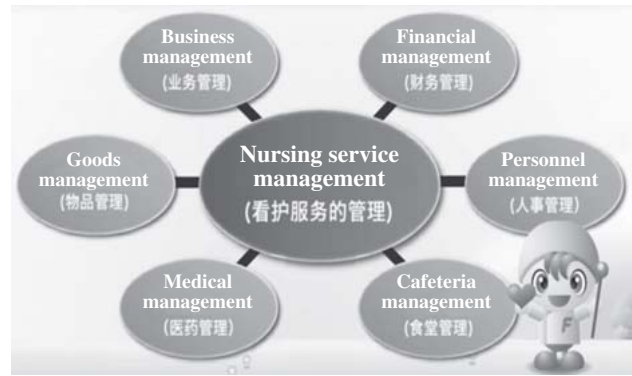 Business
management
(业务管理)
Financial
management
(财务管理)
Goods
management
(物品管理)
Nursing service
management
(看护服务的管理)
Personnel
management
(人事管理)
Medical
management
(医药管理)
Cafeteria
management
(食堂管理)
F